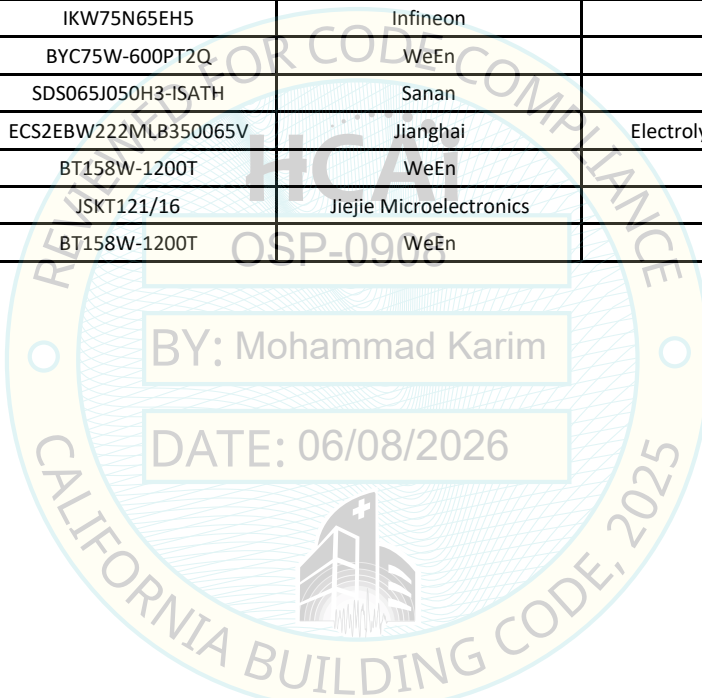 IKW75N65EH5 Infineon
BYC75W-600PT2Q WeEn
SDS065J050H3-ISATH Sanan
ECS2EBW222MLB350065V Jianghai Electroly
BT158W-1200T WeEn
JSKT121/16 Jiejie Microelectronics
BT158W-1200T WeEn
REVIEWED FOR CODE COMPLIANCE
HCAi
OSP-0908
BY: Mohammad Karim
DATE: 06/08/2026
CALIFORNIA BUILDING CODE, 2025